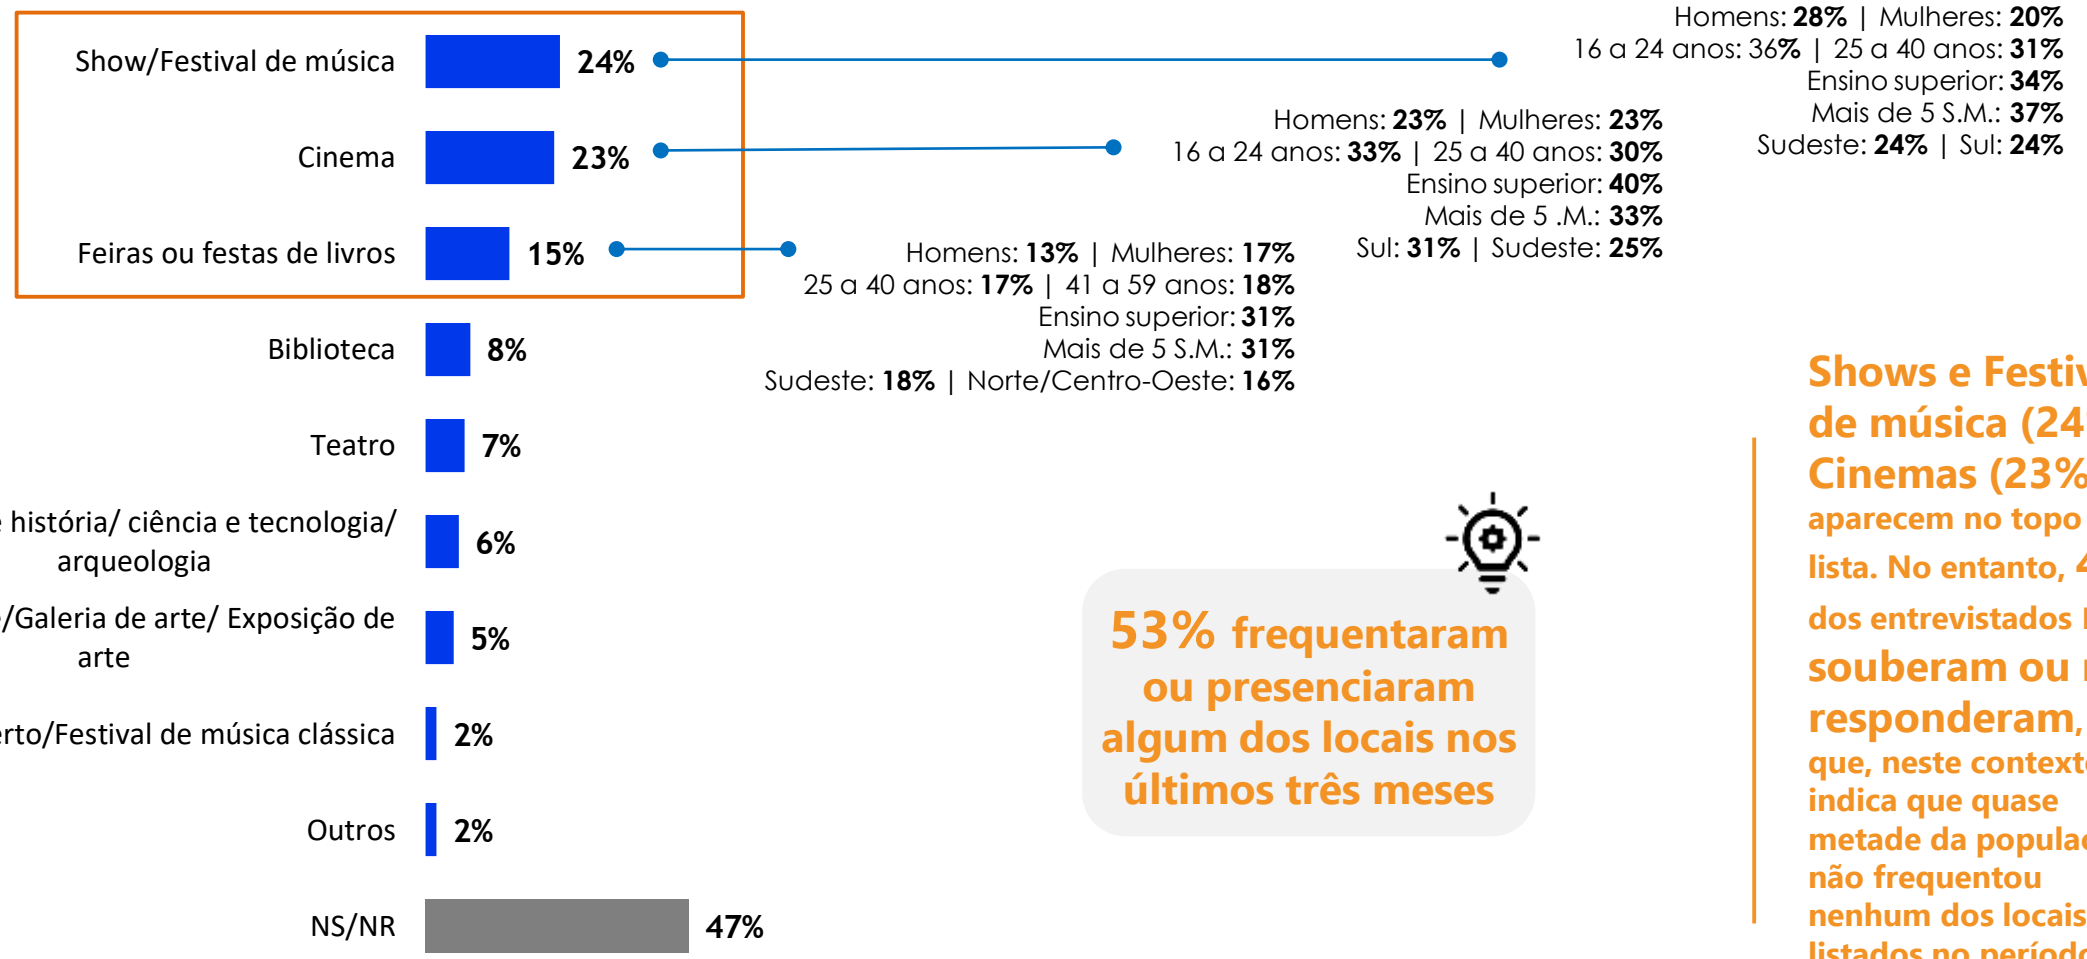 Show/Festival de música 24%
Cinema 23%
Feiras ou festas de livros 15%
Biblioteca 8%
Teatro 7%
história/ ciência e tecnologia/
arqueologia 6%
/Galeria de arte/ Exposição de
arte 5%
erto/Festival de música clássica 2%
Outros 2%
NS/NR 47%
Homens: 28% | Mulheres: 20%
16 a 24 anos: 36% | 25 a 40 anos: 31%
Ensino superior: 34%
Mais de 5 S.M.: 37%
Sudeste: 24% | Sul: 24%
Homens: 23% | Mulheres: 23%
16 a 24 anos: 33% | 25 a 40 anos: 30%
Ensino superior: 40%
Mais de 5 .M.: 33%
Sul: 31% | Sudeste: 25%
Homens: 13% | Mulheres: 17%
25 a 40 anos: 17% | 41 a 59 anos: 18%
Ensino superior: 31%
Mais de 5 S.M.: 31%
Sudeste: 18% | Norte/Centro-Oeste: 16%
53% frequentaram
ou presenciaram
algum dos locais nos
últimos três meses
Shows e Festiv
de música (24
Cinemas (23%
aparecem no topo
lista. No entanto, 4
dos entrevistados
souberam ou
responderam,
que, neste context
indica que quase
metade da populaç
não frequentou
nenhum dos locais
listados no período